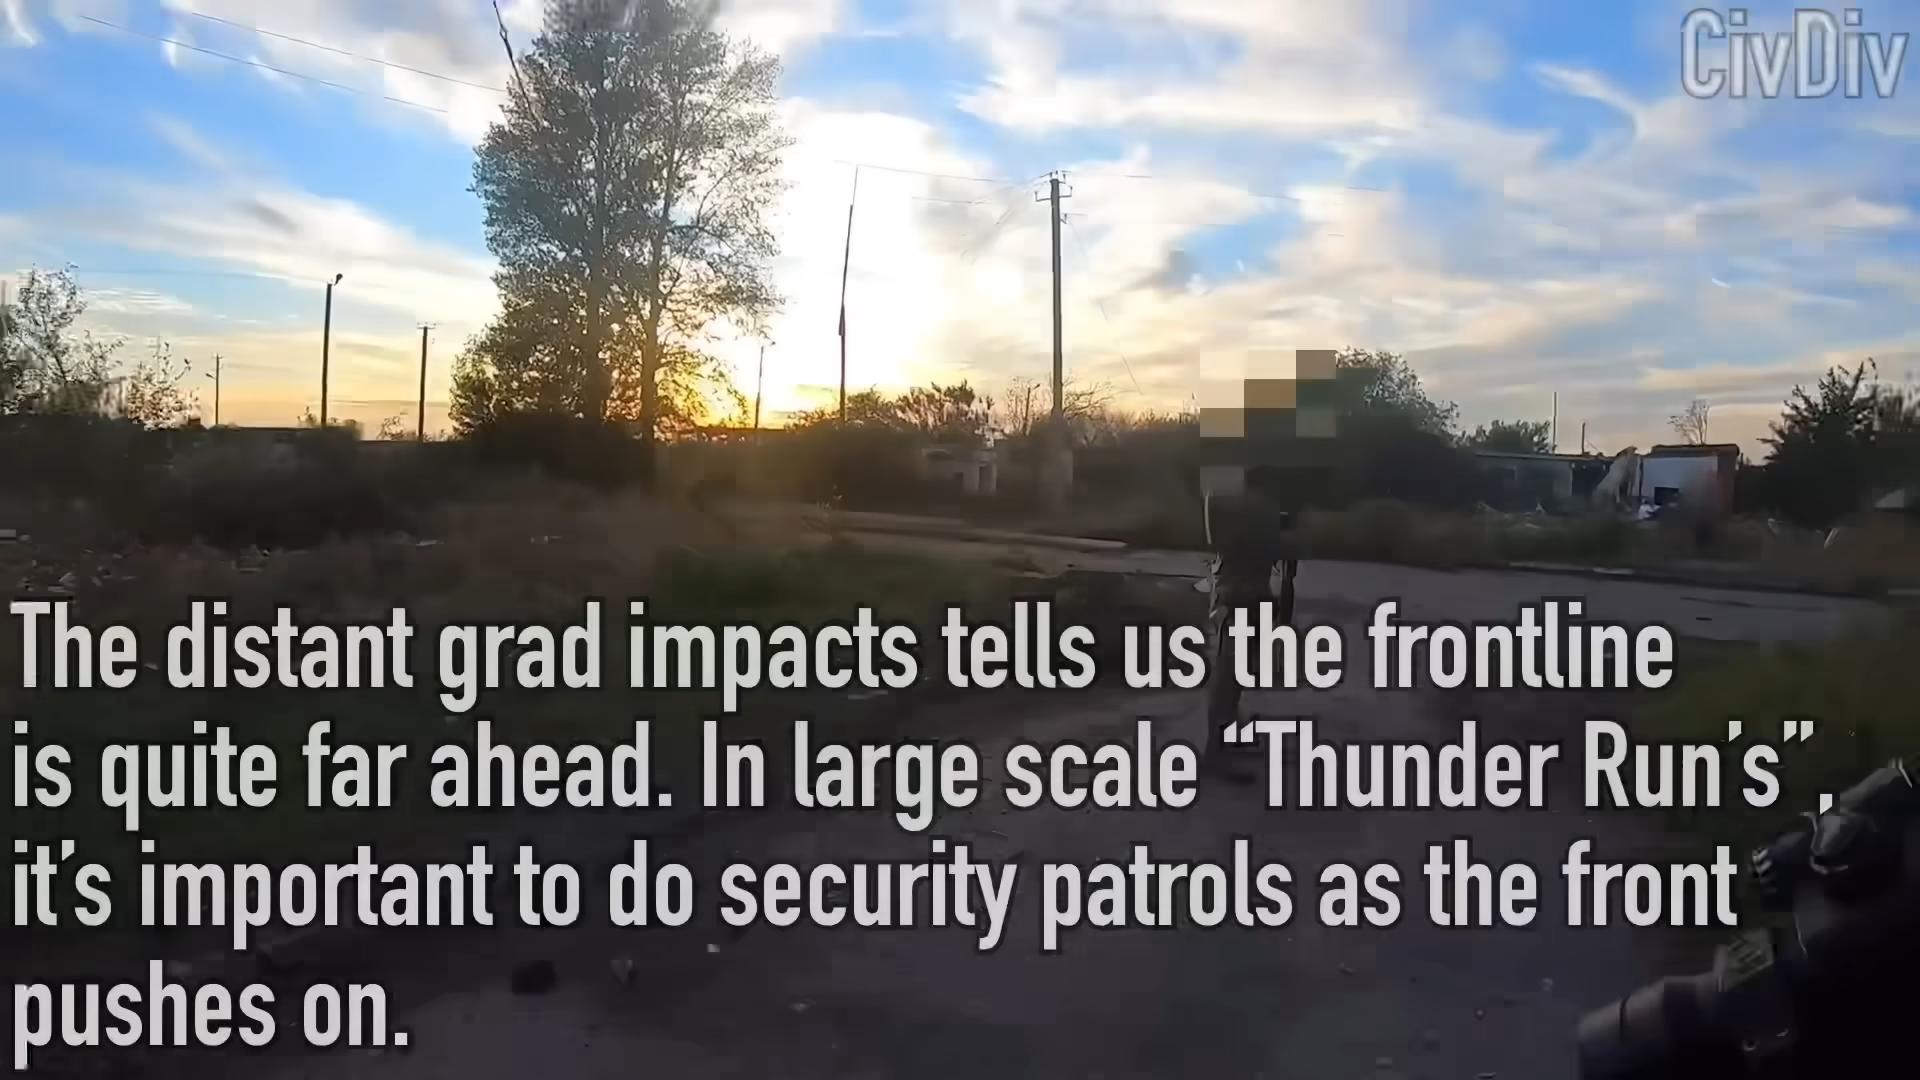 CivDiv
The distant grad impacts tells us the frontline
is quite far ahead. In large scale “Thunder Run's”,
it's important to do security patrols as the front
pushes on.